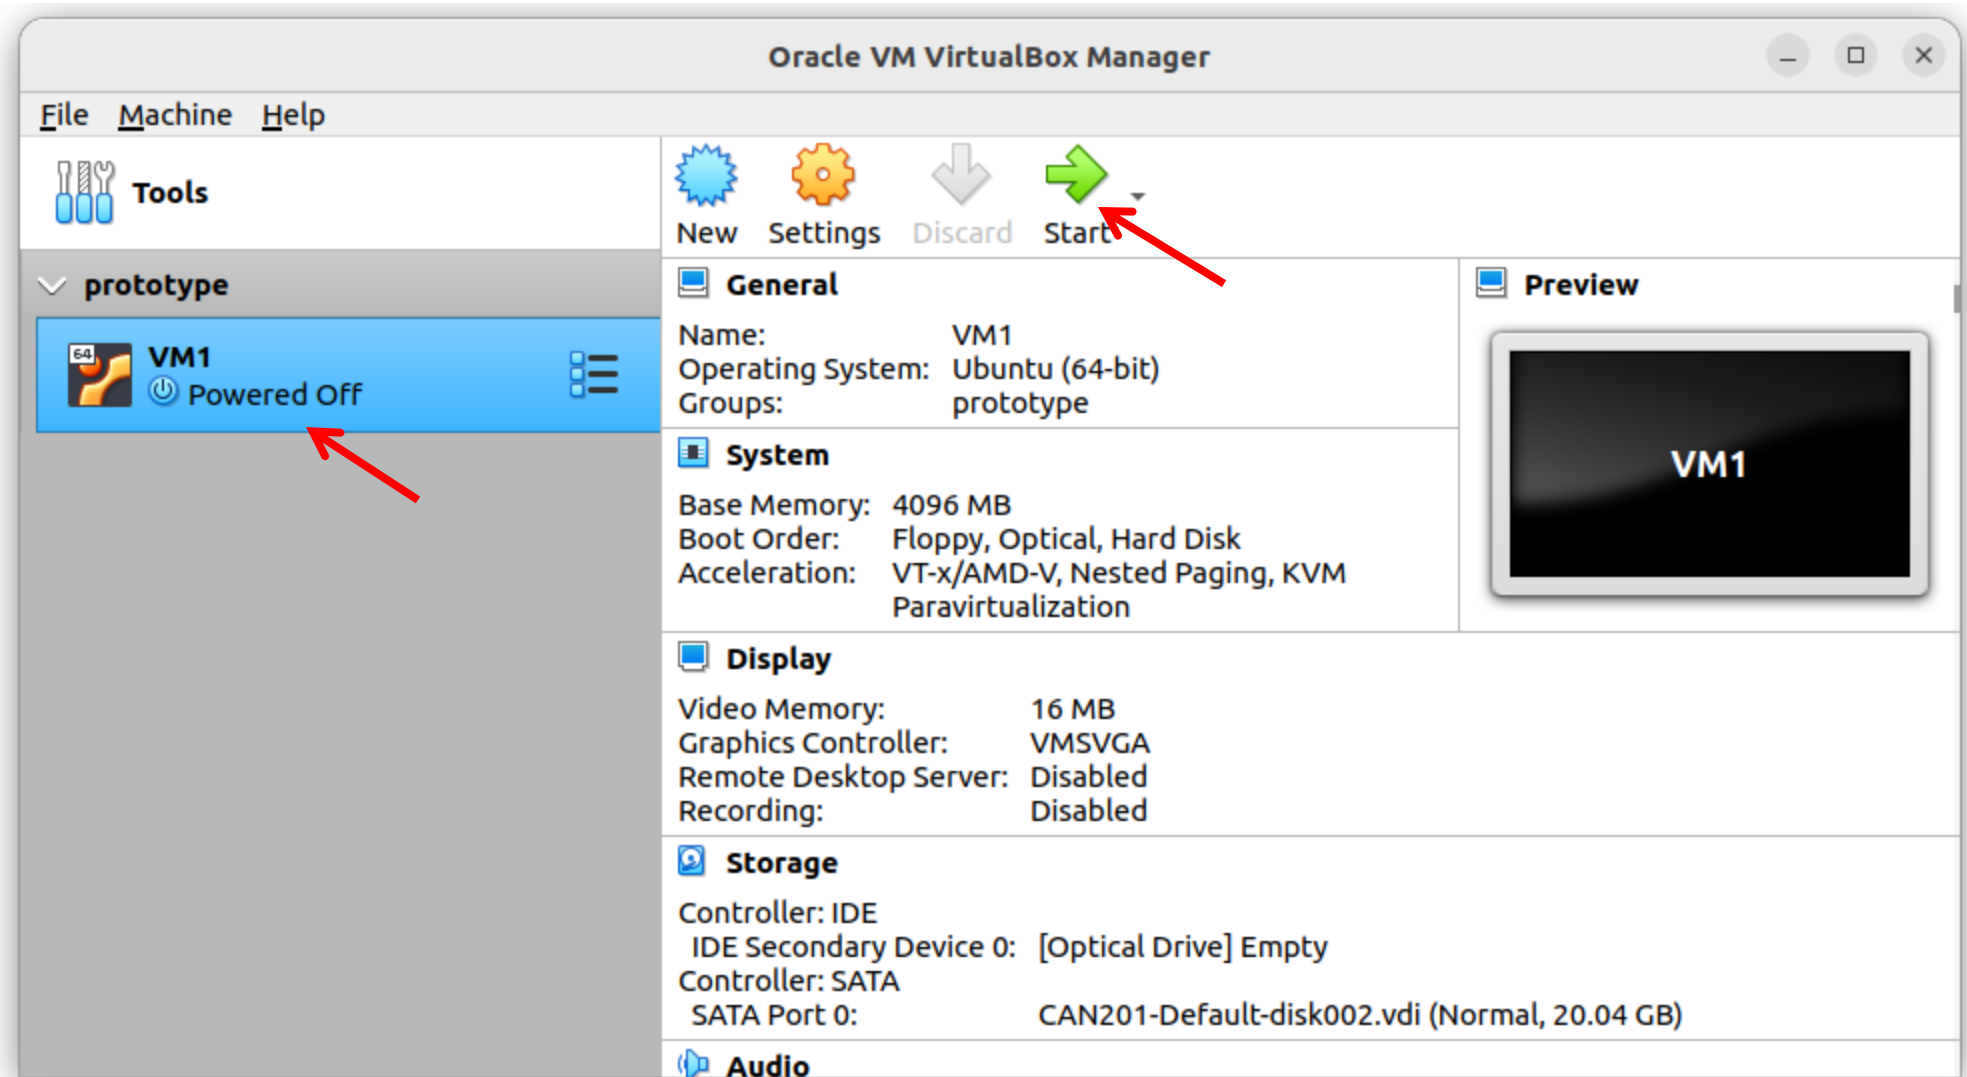 Oracle VM VirtualBox Manager
File Machine Help
Tools
New Settings Discard Start
prototype
64
VM1
Powered Off
General
Name: VM1
Operating System: Ubuntu (64-bit)
Groups: prototype
Preview
VM1
System
Base Memory: 4096 MB
Boot Order: Floppy, Optical, Hard Disk
Acceleration: VT-x/AMD-V, Nested Paging, KVM
Paravirtualization
Display
Video Memory: 16 MB
Graphics Controller: VMSVGA
Remote Desktop Server: Disabled
Recording: Disabled
Storage
Controller: IDE
IDE Secondary Device 0: [Optical Drive] Empty
Controller: SATA
SATA Port 0: CAN201-Default-disk002.vdi (Normal, 20.04 GB)
Audio